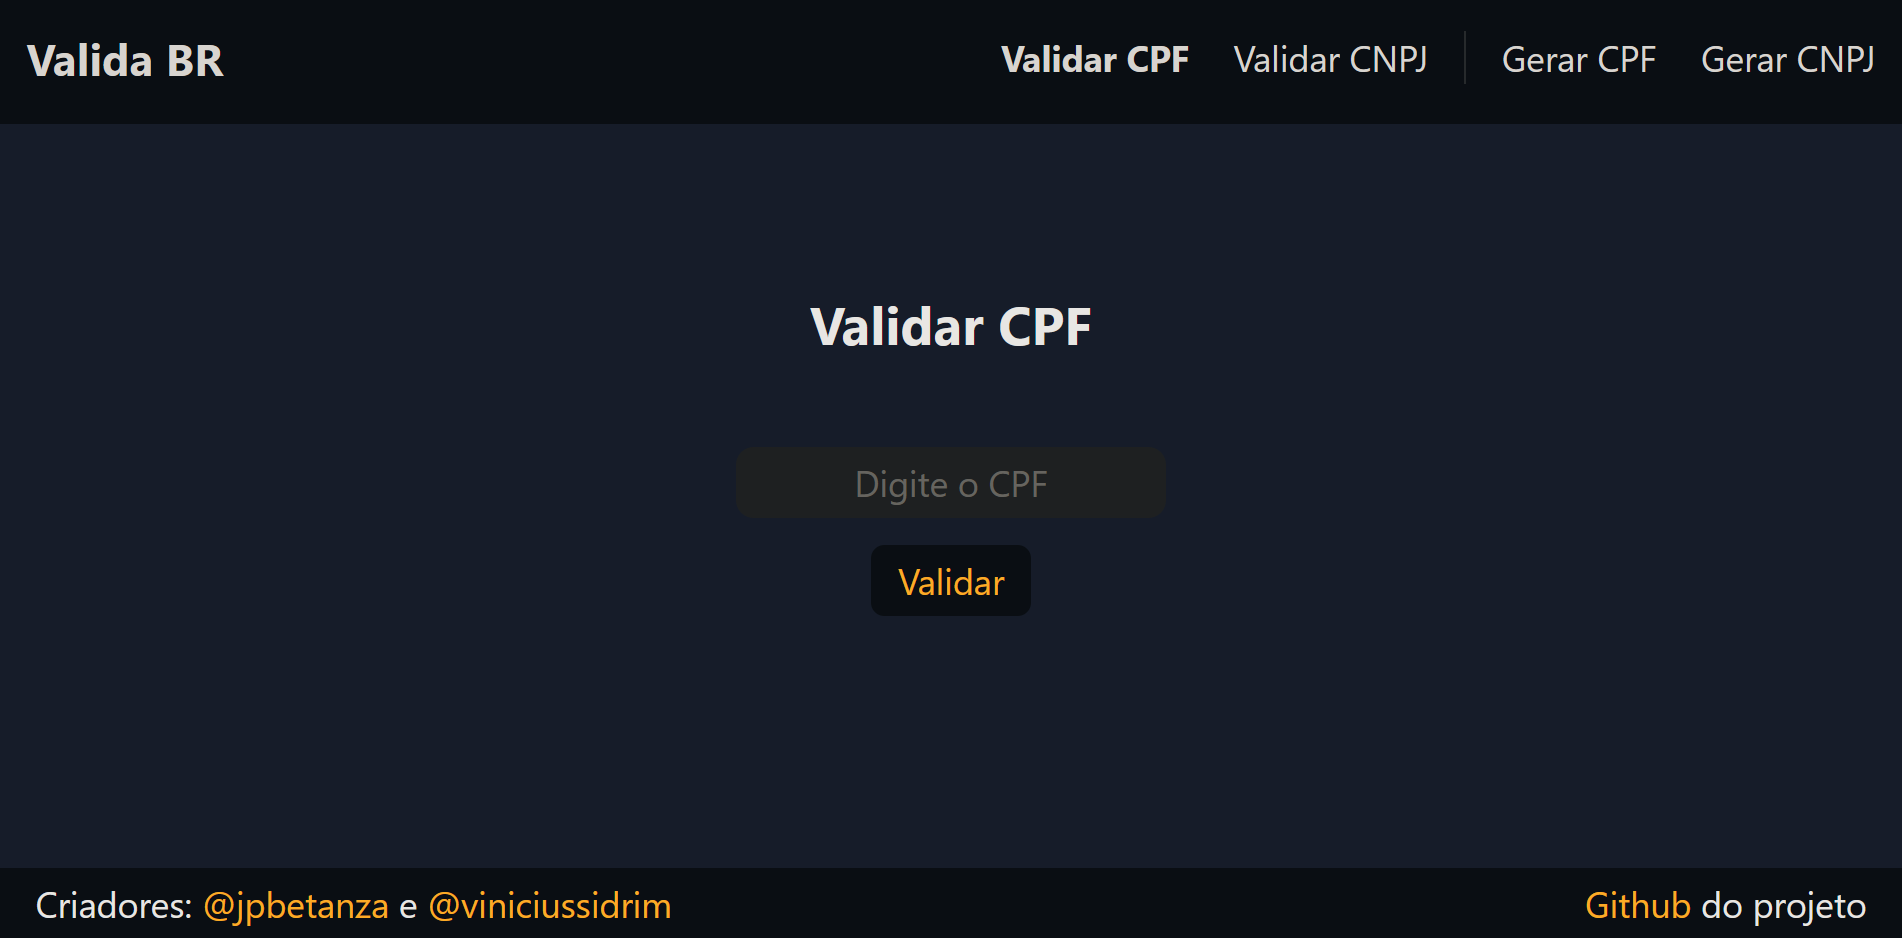 Valida BR
Validar CPF Validar CNPJ Gerar CPF Gerar CNPJ
Validar CPF
Digite o CPF
Validar
Criadores: @jpbetanza e @viniciussidrim
Github do projeto